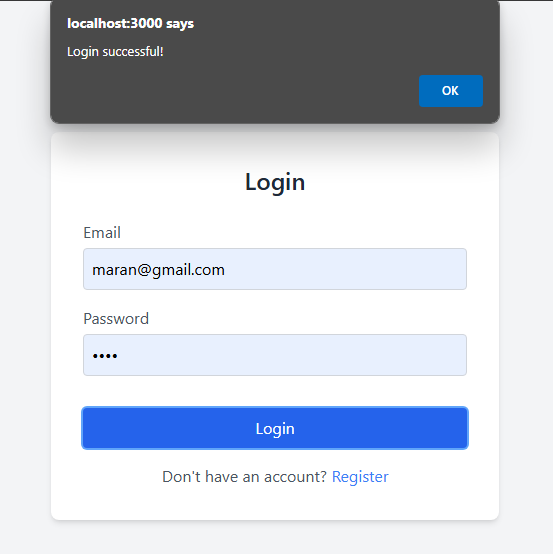 localhost:3000 says
Login successful!
OK
Login
Email
maran@gmail.com
Password
••••
Login
Don't have an account? Register